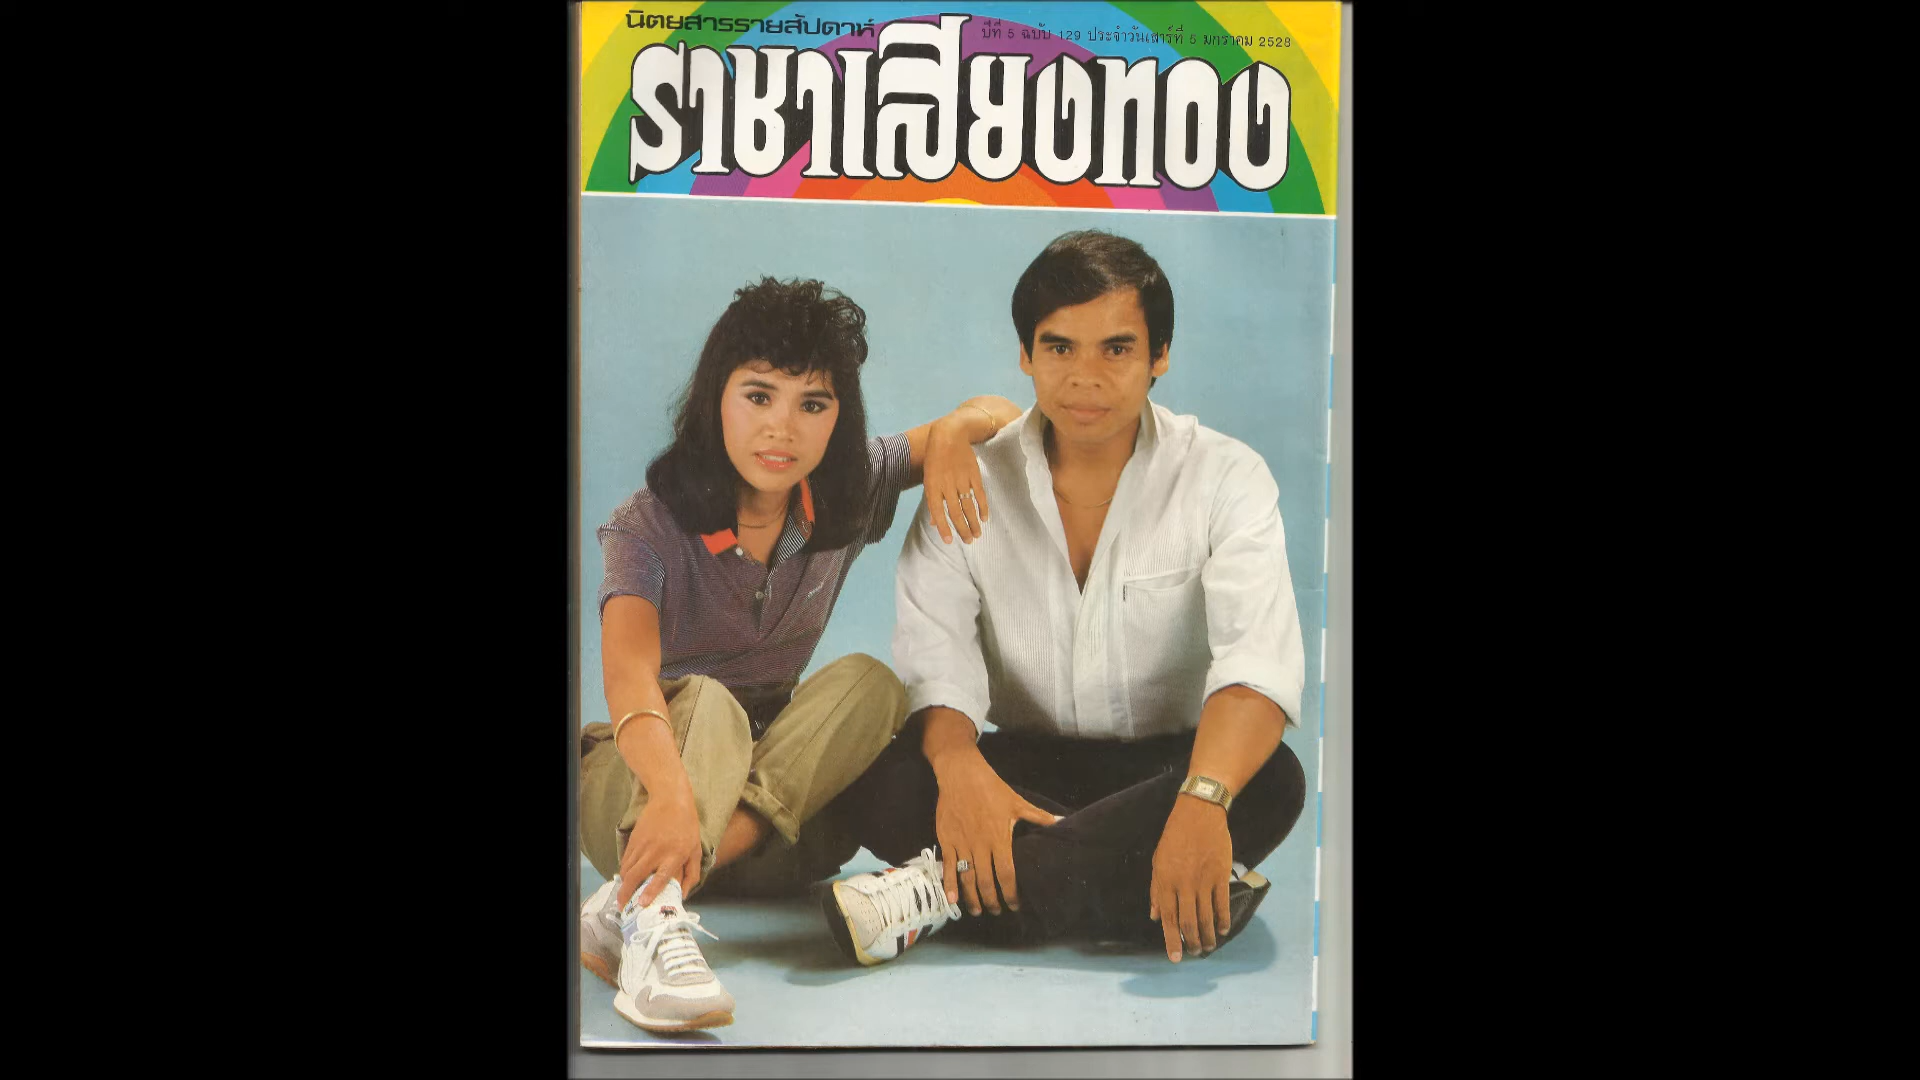 นิตยสารรายสัปดาห์
ปีที่ 5 ฉบับ 129 ประจำวันเสาร์ที่ 5 มกราคม 2528
ราชาเสียงทอง